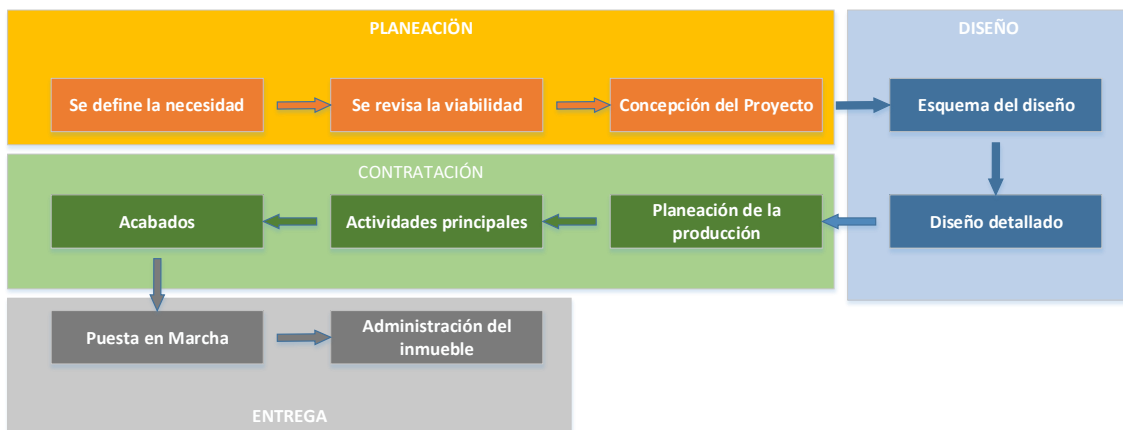 PLANEACIÖN
DISEÑO
Se define la necesidad
Se revisa la viabilidad
Concepción del Proyecto
Esquema del diseño
CONTRATACIÓN
Acabados
Actividades principales
Planeación de la
producción
Diseño detallado
Puesta en Marcha
Administración del
inmueble
ENTREGA